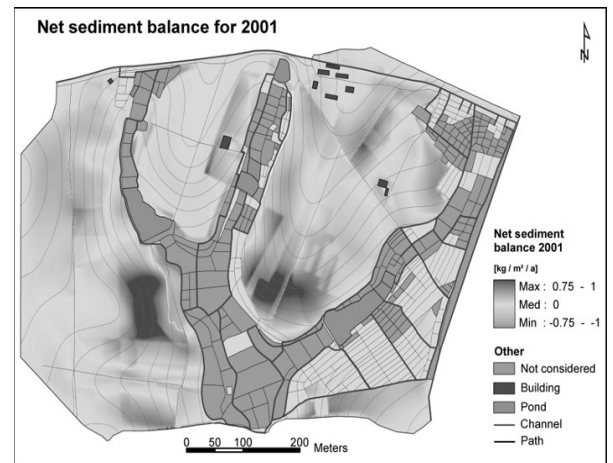 Net sediment balance for 2001
N
Net sediment
balance 2001
[kg / m² / a]
Max : 0.75 - 1
Med : 0
Min : -0.75 - -1
Other
Not considered
Building
Pond
Channel
Path
0 50 100 200 Meters